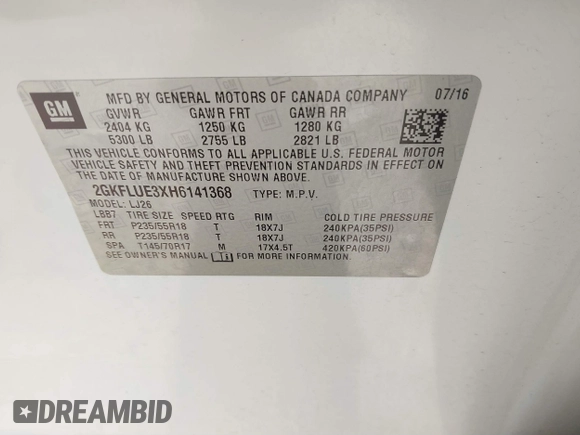 GM
MFD BY GENERAL MOTORS OF CANADA COMPANY 07/16
GVWR GAWR FRT GAWR RR
2404 KG 1250 KG 1280 KG
5300 LB 2755 LB 2821 LB
THIS VEHICLE CONFORMS TO ALL APPLICABLE U.S. FEDERAL MOTOR
VEHICLE SAFETY AND THEFT PREVENTION STANDARDS IN EFFECT ON
THE DATE OF MANUFACTURE SHOWN ABOVE.
2GKFLUE3XH6141368 TYPE: M.P.V.
MODEL: LJ26
LBB7 TIRE SIZE SPEED RTG RIM COLD TIRE PRESSURE
FRT P235/55R18 T 18X7J 240KPA(35PSI)
RR P235/55R18 T 18X7J 240KPA(35PSI)
SPA T145/70R17 M 17X4.5T 420KPA(60PSI)
SEE OWNER'S MANUAL FOR MORE INFORMATION.
DREAMBID